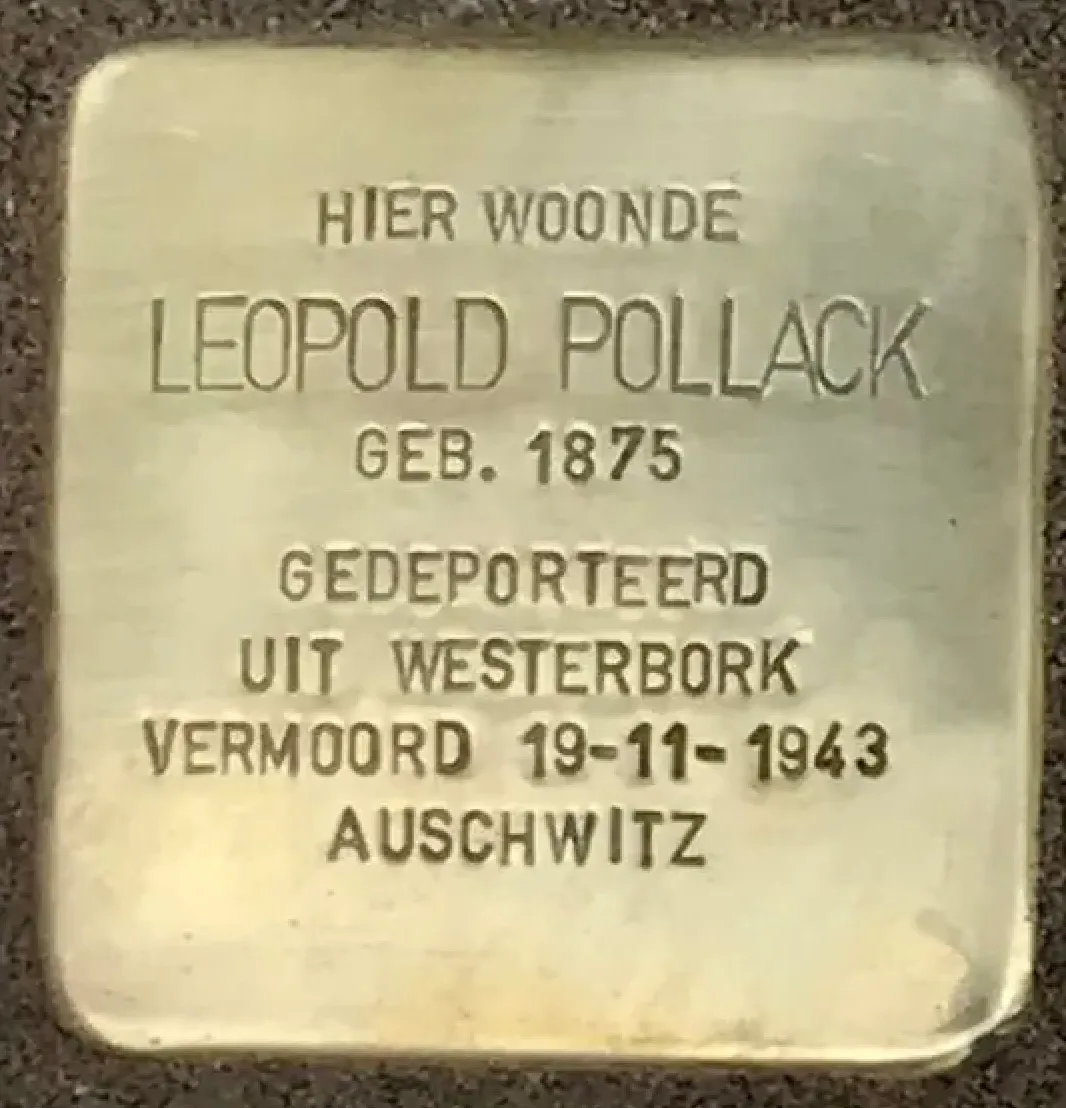 HIER WOONDE
LEOPOLD POLLACK
GEB. 1875
GEDEPORTEERD
UIT WESTERBORK
VERMOORD 19-11-1943
AUSCHWITZ